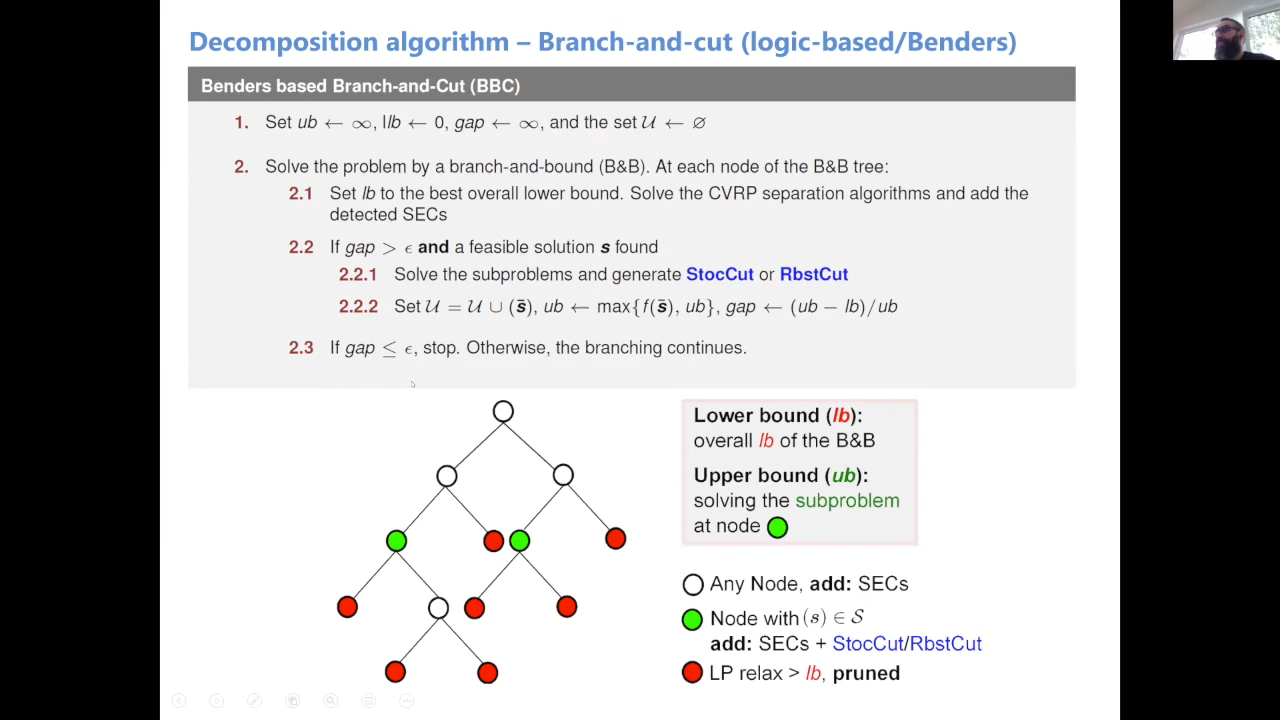 Decomposition algorithm – Branch-and-cut (logic-based/Benders)
Benders based Branch-and-Cut (BBC)
1. Set ub ← ∞, lb ← 0, gap ← ∞, and the set 𝒰 ← ∅
2. Solve the problem by a branch-and-bound (B&B). At each node of the B&B tree:
2.1 Set lb to the best overall lower bound. Solve the CVRP separation algorithms and add the
detected SECs
2.2 If gap > ϵ and a feasible solution s found
2.2.1 Solve the subproblems and generate StocCut or RbstCut
2.2.2 Set 𝒰 = 𝒰 ∪ (s̄), ub ← max{f(s̄), ub}, gap ← (ub − lb)/ub
2.3 If gap ≤ ϵ, stop. Otherwise, the branching continues.
Lower bound (lb):
overall lb of the B&B
Upper bound (ub):
solving the subproblem
at node
Any Node, add: SECs
Node with (s) ∈ 𝒮
add: SECs + StocCut/RbstCut
LP relax > lb, pruned